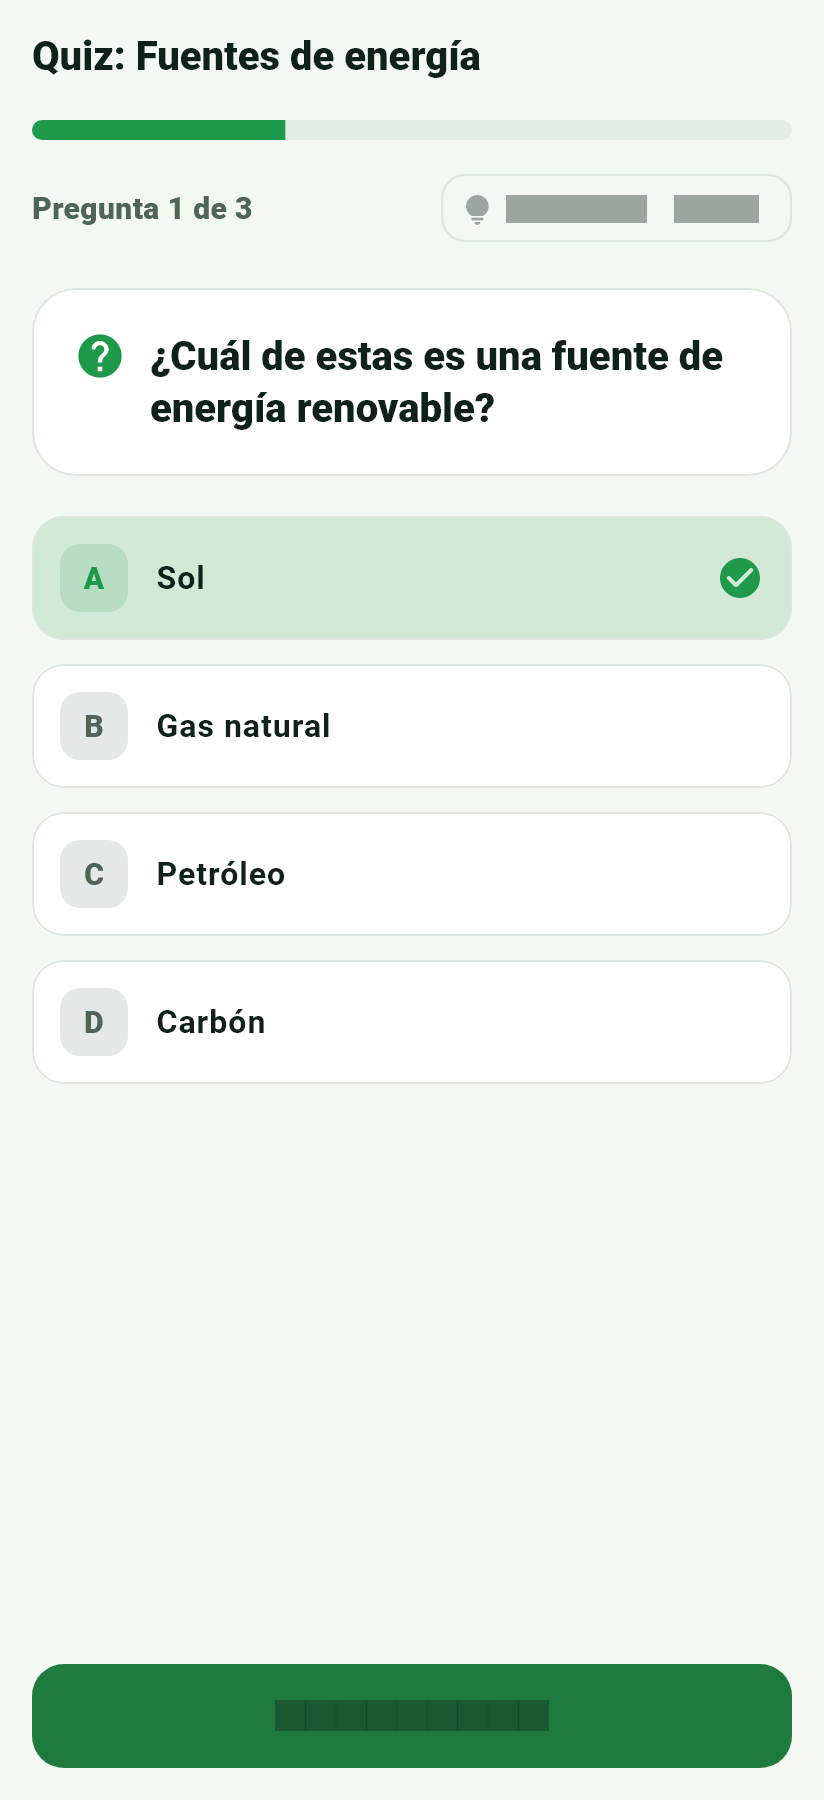 Quiz: Fuentes de energía
Pregunta 1 de 3
¿Cuál de estas es una fuente de
energía renovable?
A Sol
B Gas natural
C Petróleo
D Carbón